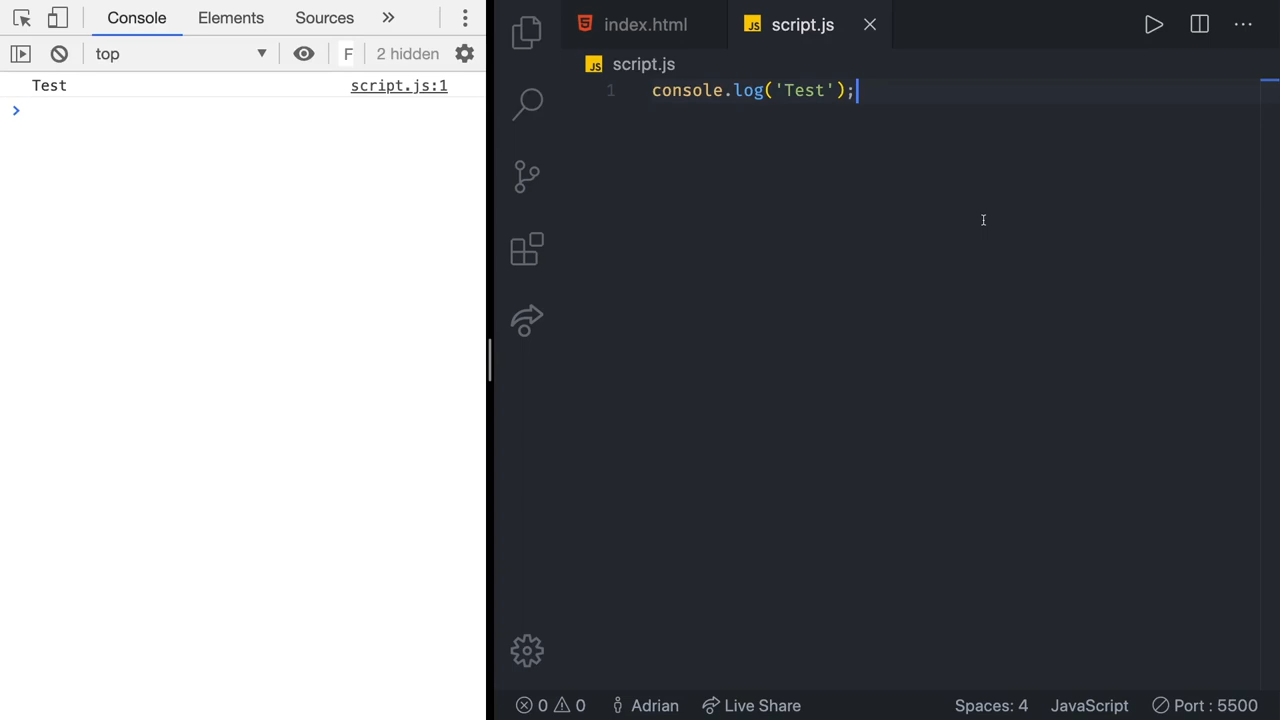 Console Elements Sources
top F 2 hidden
Test script.js:1
index.html script.js
script.js
1 console.log('Test');
0 0 Adrian Live Share Spaces: 4 JavaScript Port : 5500